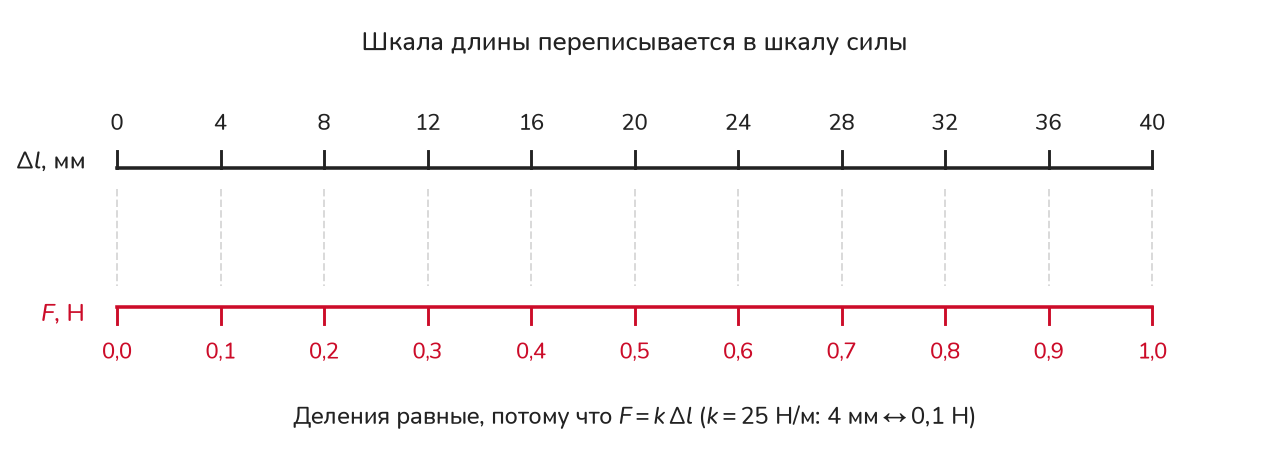 Шкала длины переписывается в шкалу силы
0 4 8 12 16 20 24 28 32 36 40
Δl, мм
F, Н
0,0 0,1 0,2 0,3 0,4 0,5 0,6 0,7 0,8 0,9 1,0
Деления равные, потому что F = k Δl (k = 25 Н/м: 4 мм ↔ 0,1 Н)